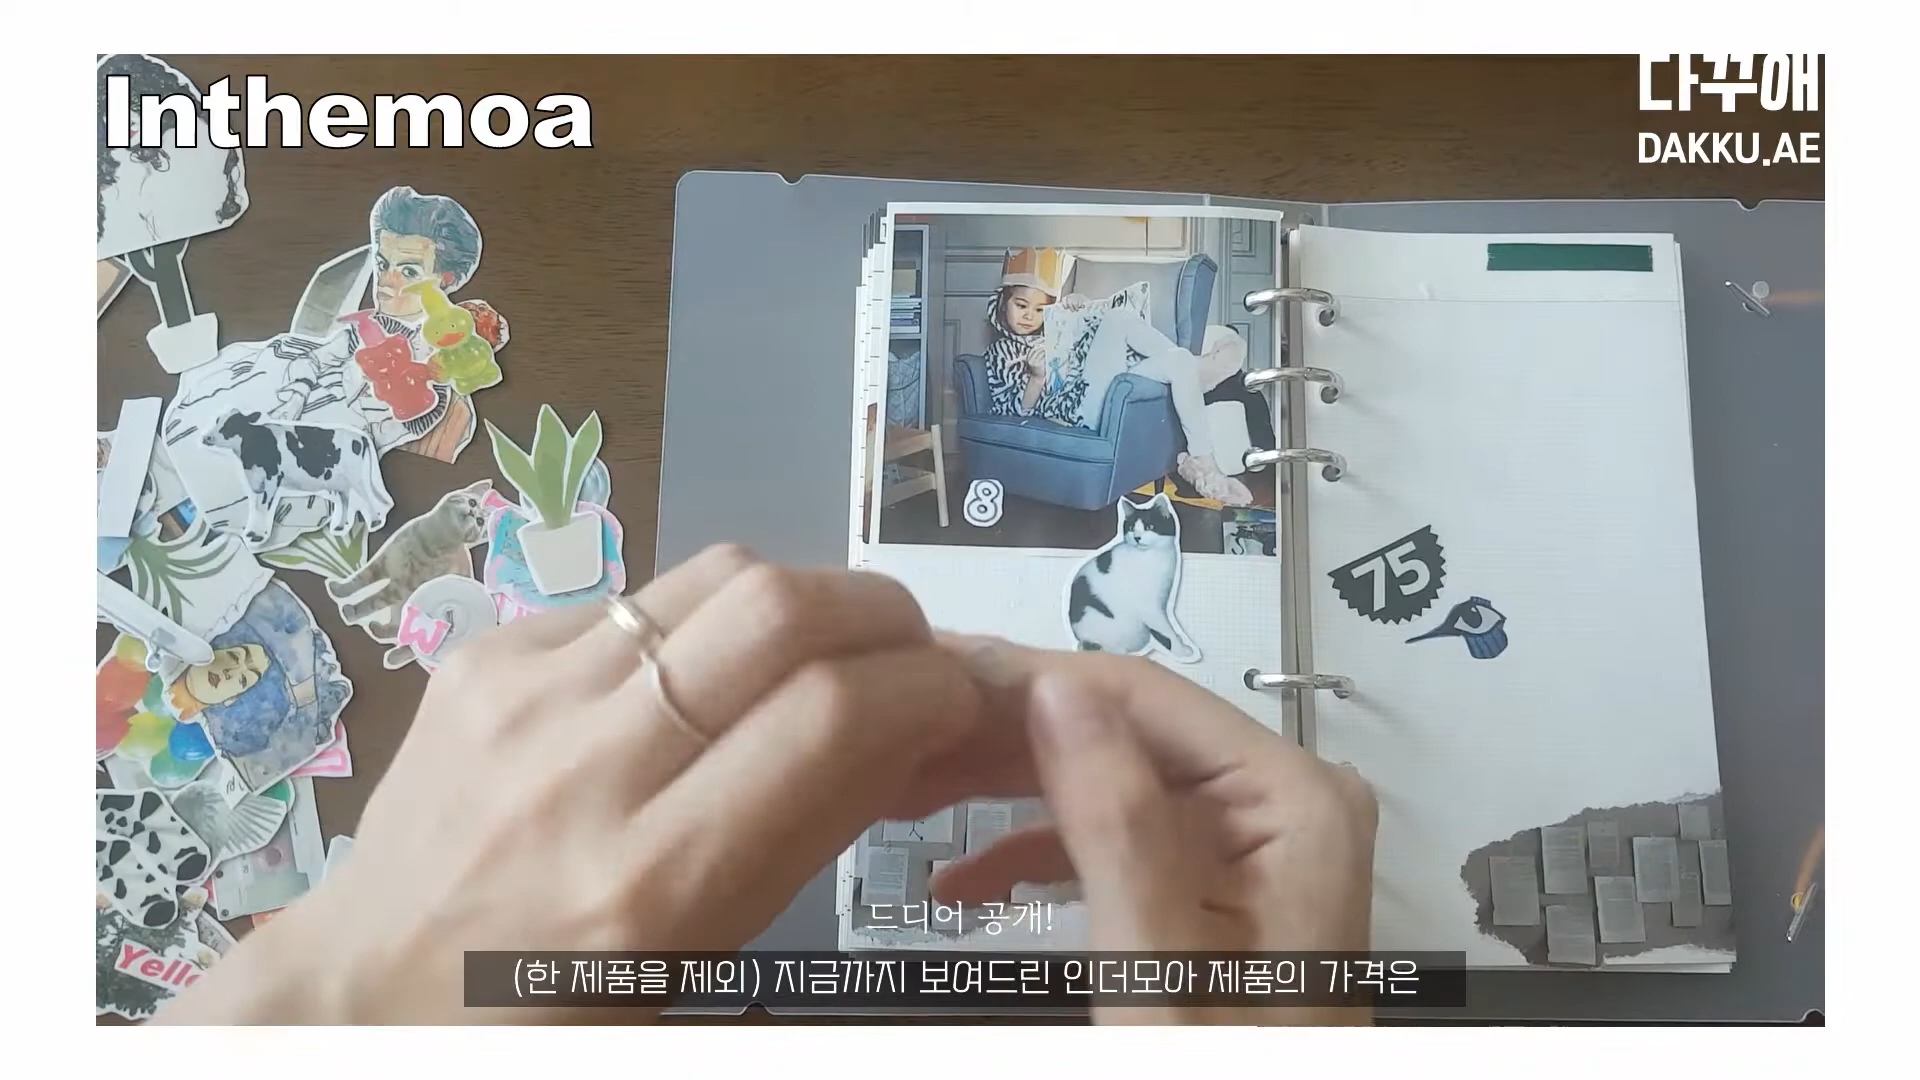 Inthemoa
다꾸애
DAKKU.AE
8
75
W
Yello
드디어 공개!
(한 제품을 제외) 지금까지 보여드린 인더모아 제품의 가격은